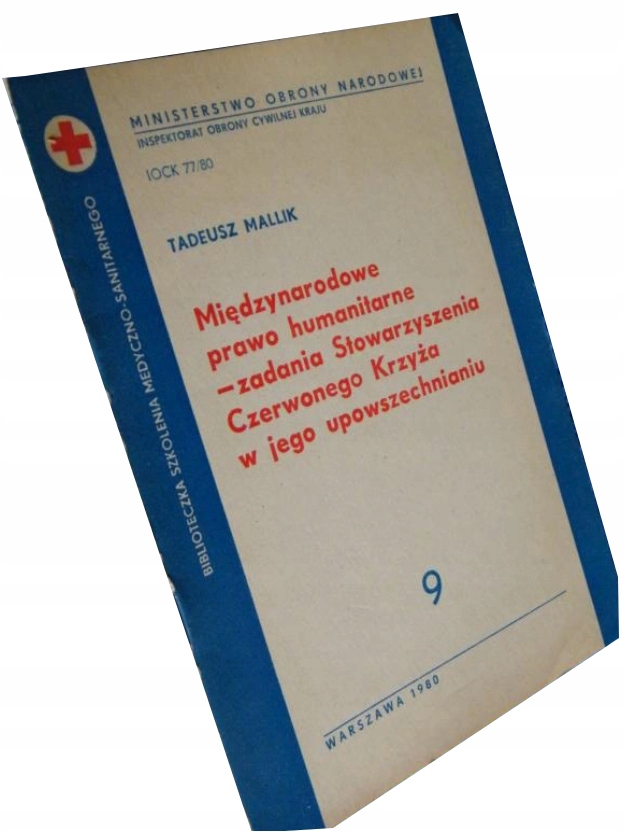 MINISTERSTWO OBRONY NARODOWEJ
INSPEKTORAT OBRONY CYWILNEJ KRAJU
IOCK 77/80
TADEUSZ MALLIK
Międzynarodowe
prawo humanitarne
—zadania Stowarzyszenia
Czerwonego Krzyża
w jego upowszechnianiu
9
WARSZAWA 1980
BIBLIOTECZKA SZKOLENIA MEDYCZNO-SANITARNEGO